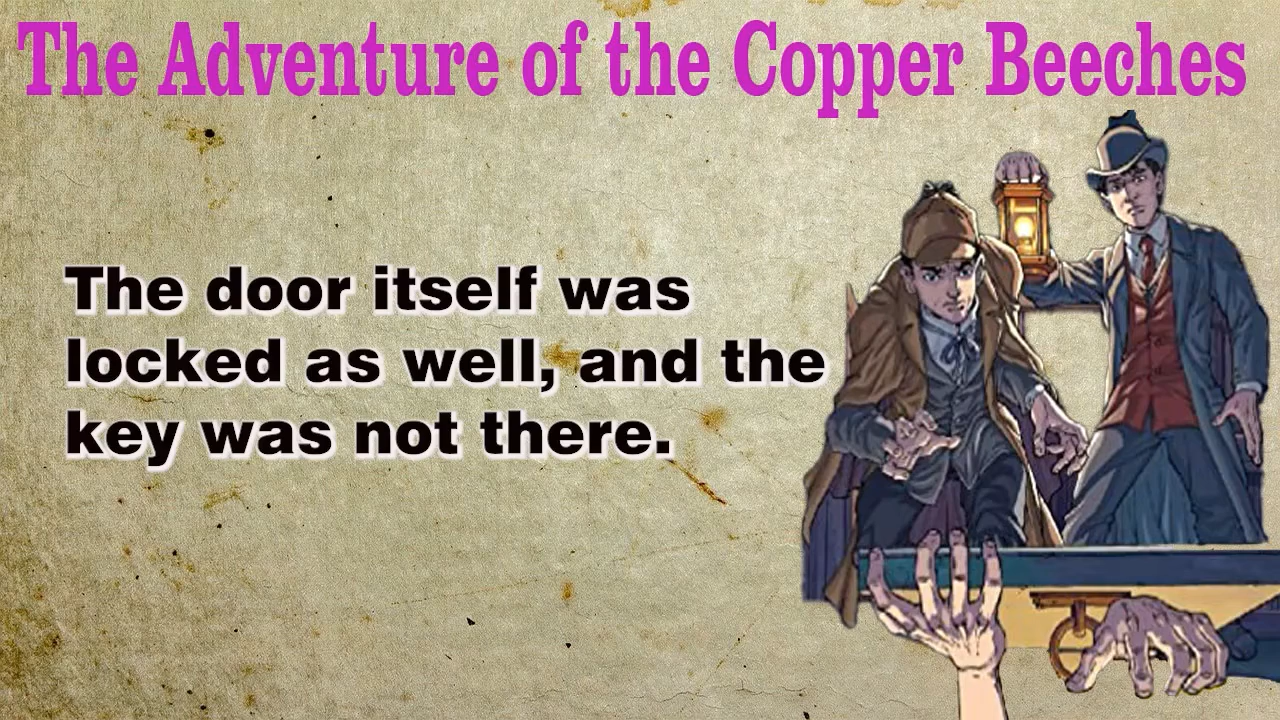 The Adventure of the Copper Beeches
The door itself was
locked as well, and the
key was not there.